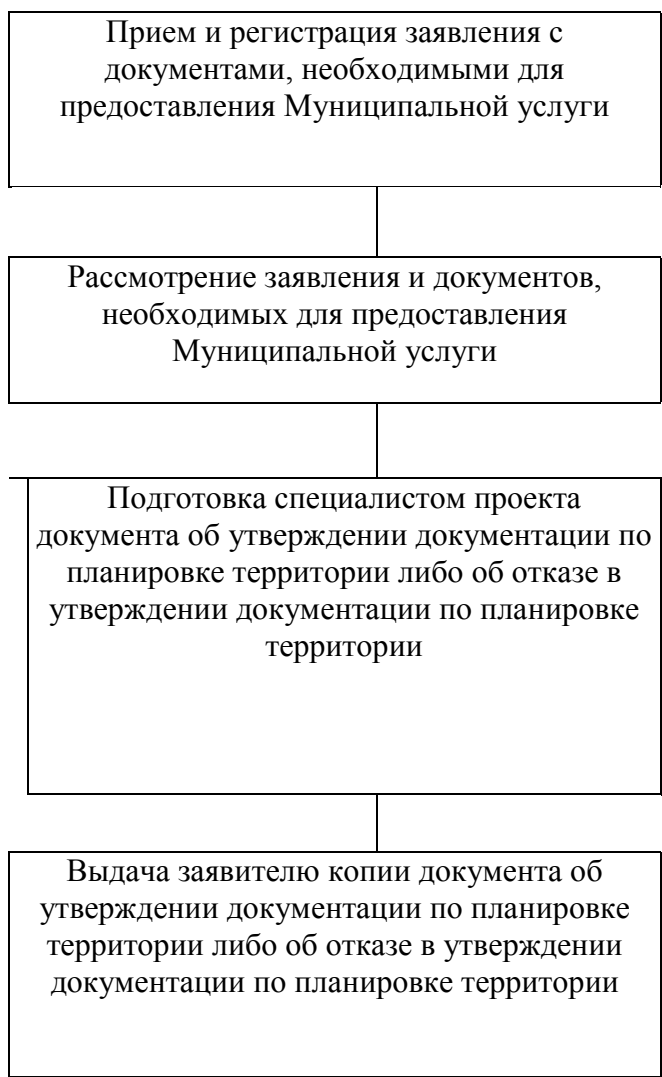 Прием и регистрация заявления с
документами, необходимыми для
предоставления Муниципальной услуги
Рассмотрение заявления и документов,
необходимых для предоставления
Муниципальной услуги
Подготовка специалистом проекта
документа об утверждении документации по
планировке территории либо об отказе в
утверждении документации по планировке
территории
Выдача заявителю копии документа об
утверждении документации по планировке
территории либо об отказе в утверждении
документации по планировке территории